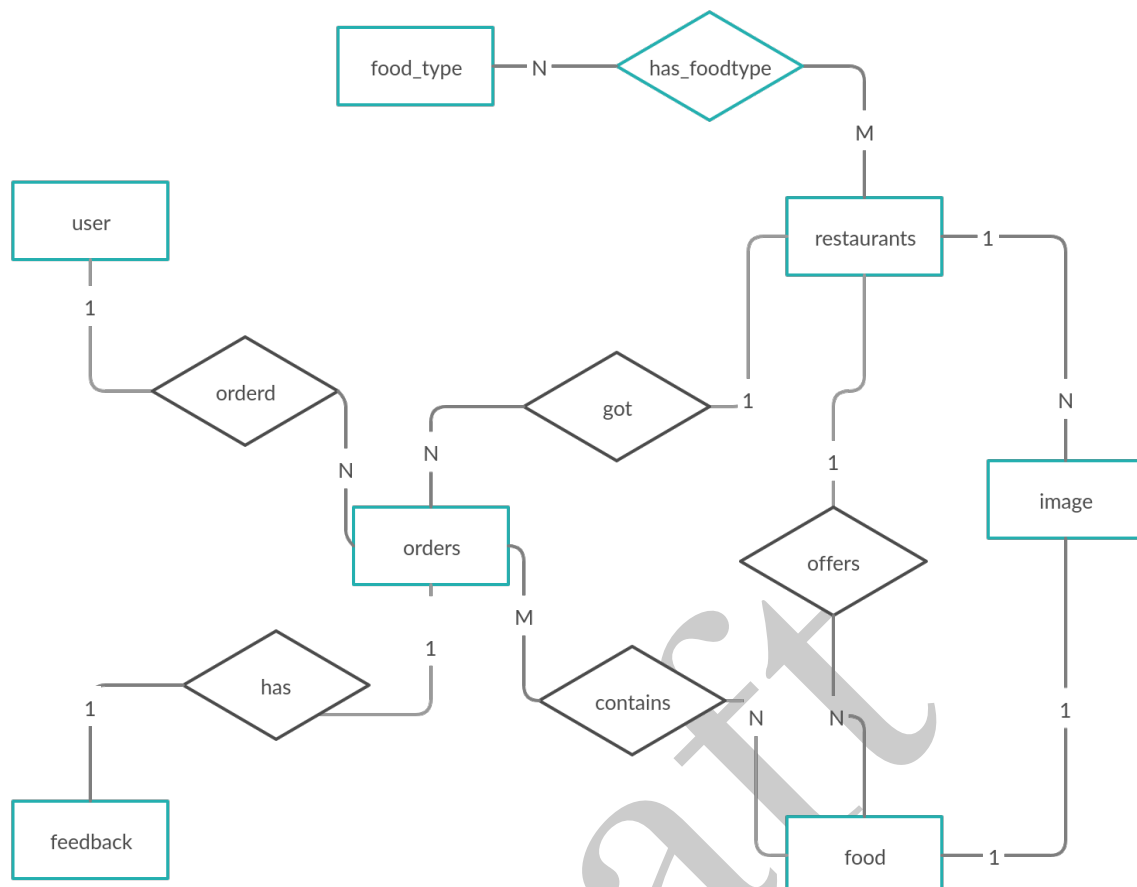 food_type
N
has_foodtype
M
user
restaurants
1
1
orderd
got
1
N
N
N
1
image
orders
offers
M
1
has
contains
1
N
N
1
feedback
food
1
aft